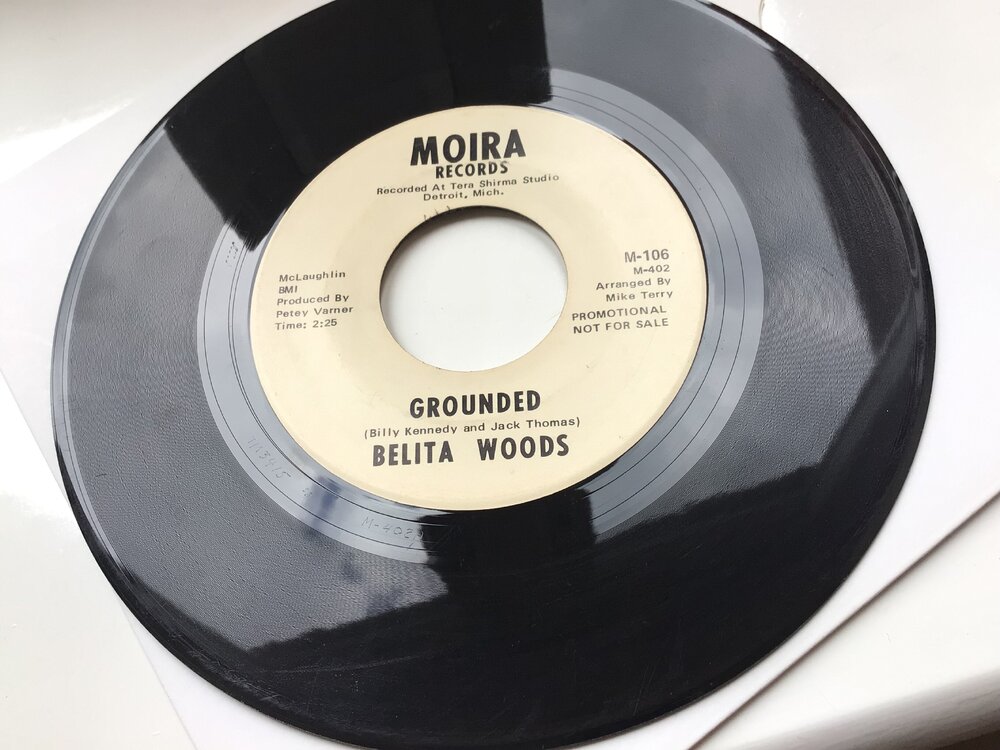 MOIRA
RECORDS
Recorded At Tera Shirma Studio
Detroit, Mich.
McLaughlin
BMI
Produced By
Petey Varner
Time: 2:25
M-106
M-402
Arranged By
Mike Terry
PROMOTIONAL
NOT FOR SALE
GROUNDED
(Billy Kennedy and Jack Thomas)
BELITA WOODS